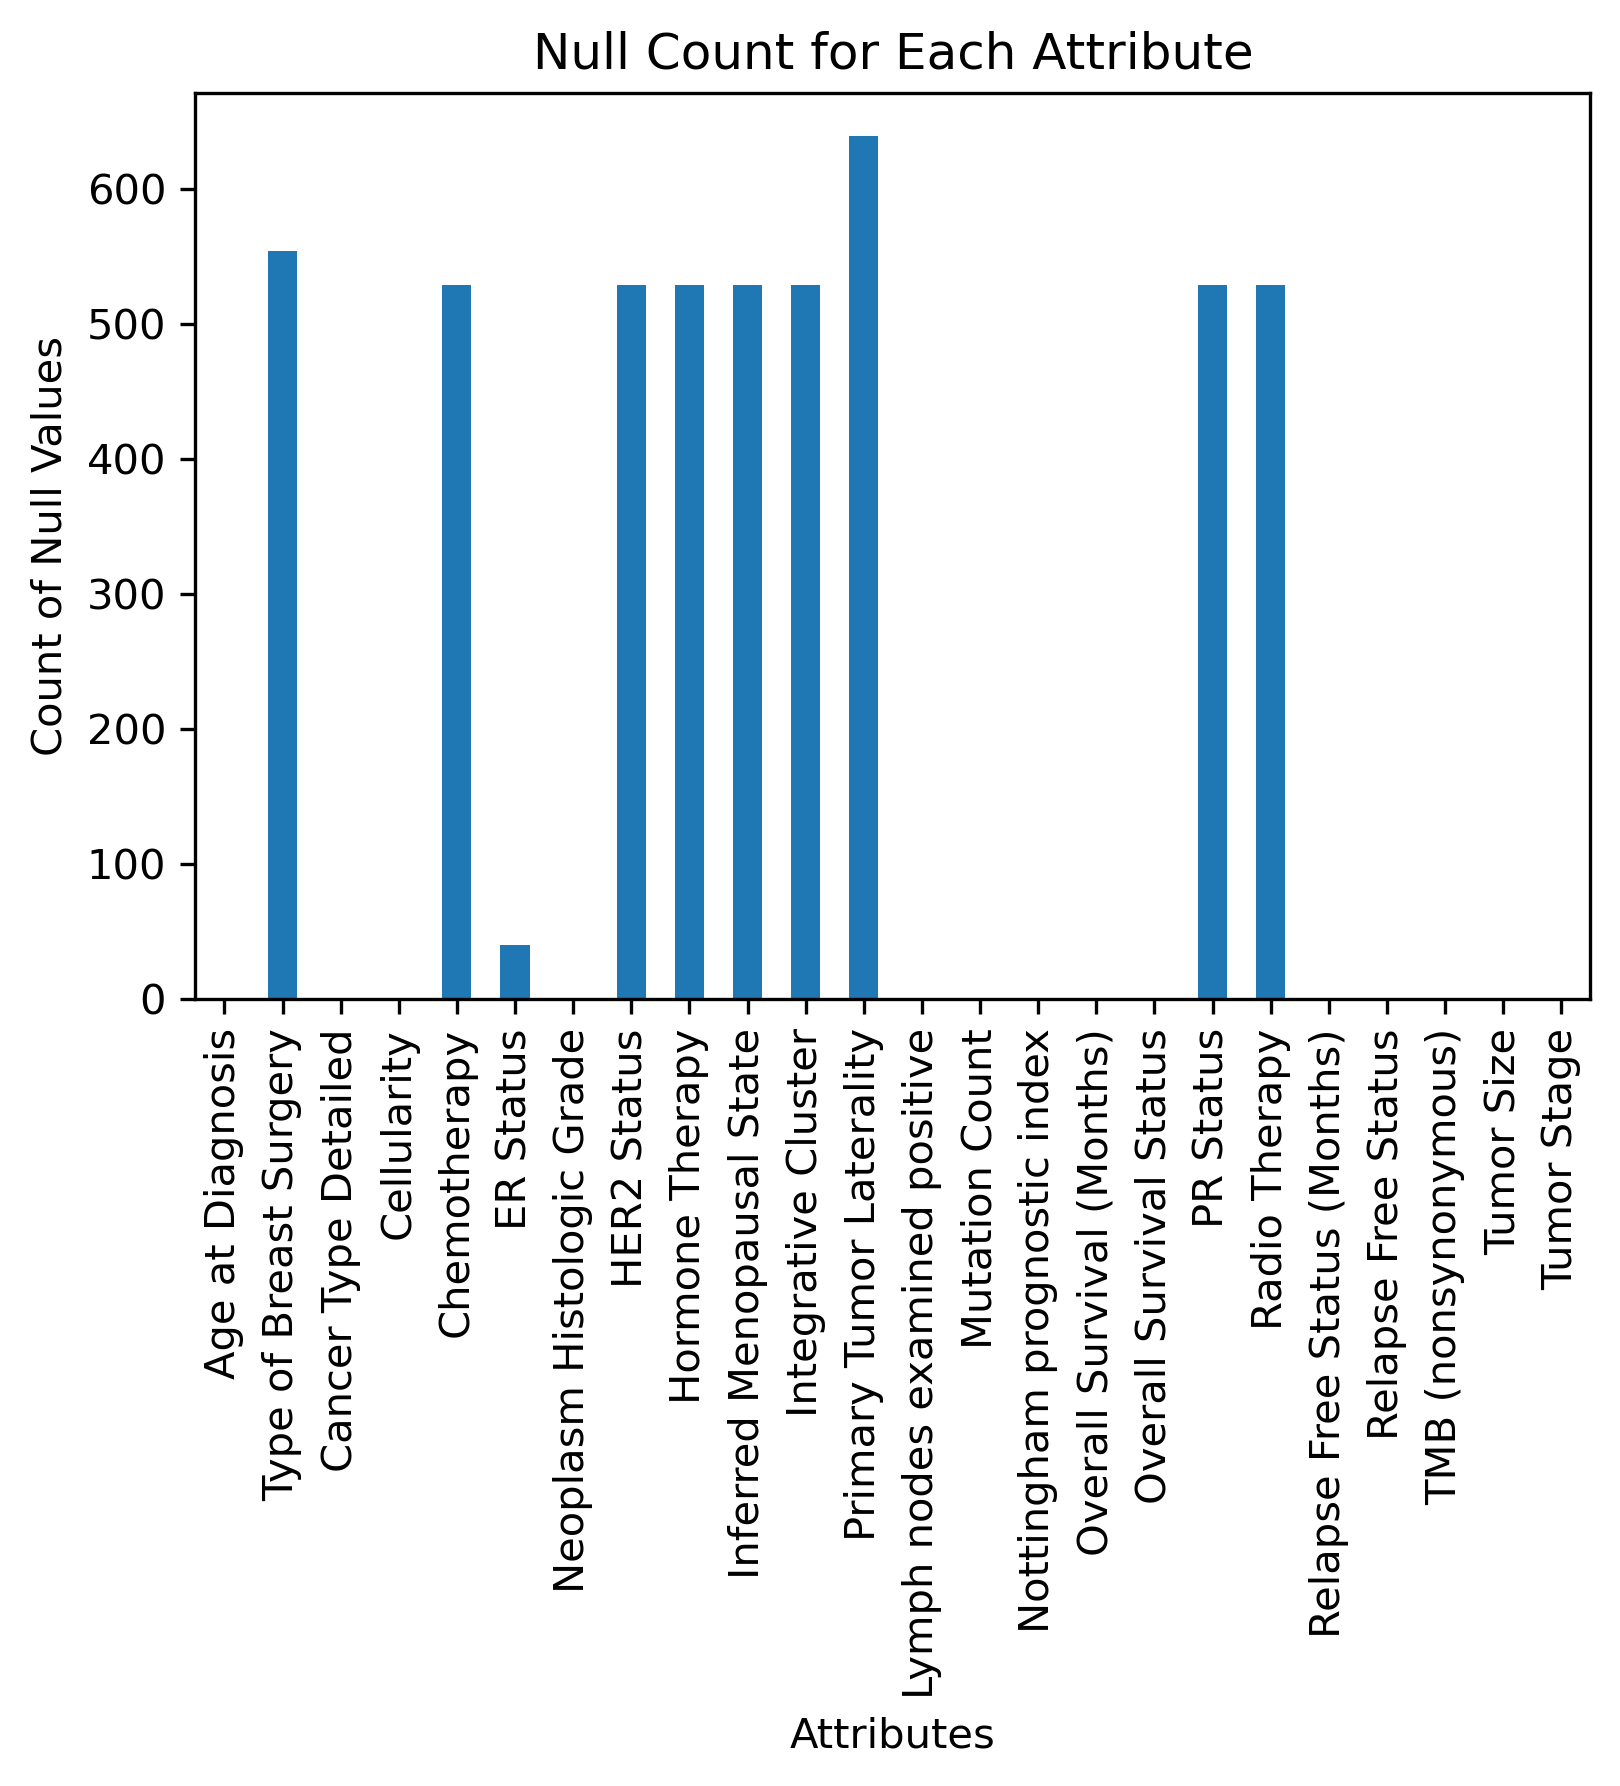 Null Count for Each Attribute
Count of Null Values
600
500
400
300
200
100
0
Age at Diagnosis
Type of Breast Surgery
Cancer Type Detailed
Cellularity
Chemotherapy
ER Status
Neoplasm Histologic Grade
HER2 Status
Hormone Therapy
Inferred Menopausal State
Integrative Cluster
Primary Tumor Laterality
Lymph nodes examined positive
Mutation Count
Nottingham prognostic index
Overall Survival (Months)
Overall Survival Status
PR Status
Radio Therapy
Relapse Free Status (Months)
Relapse Free Status
TMB (nonsynonymous)
Tumor Size
Tumor Stage
Attributes